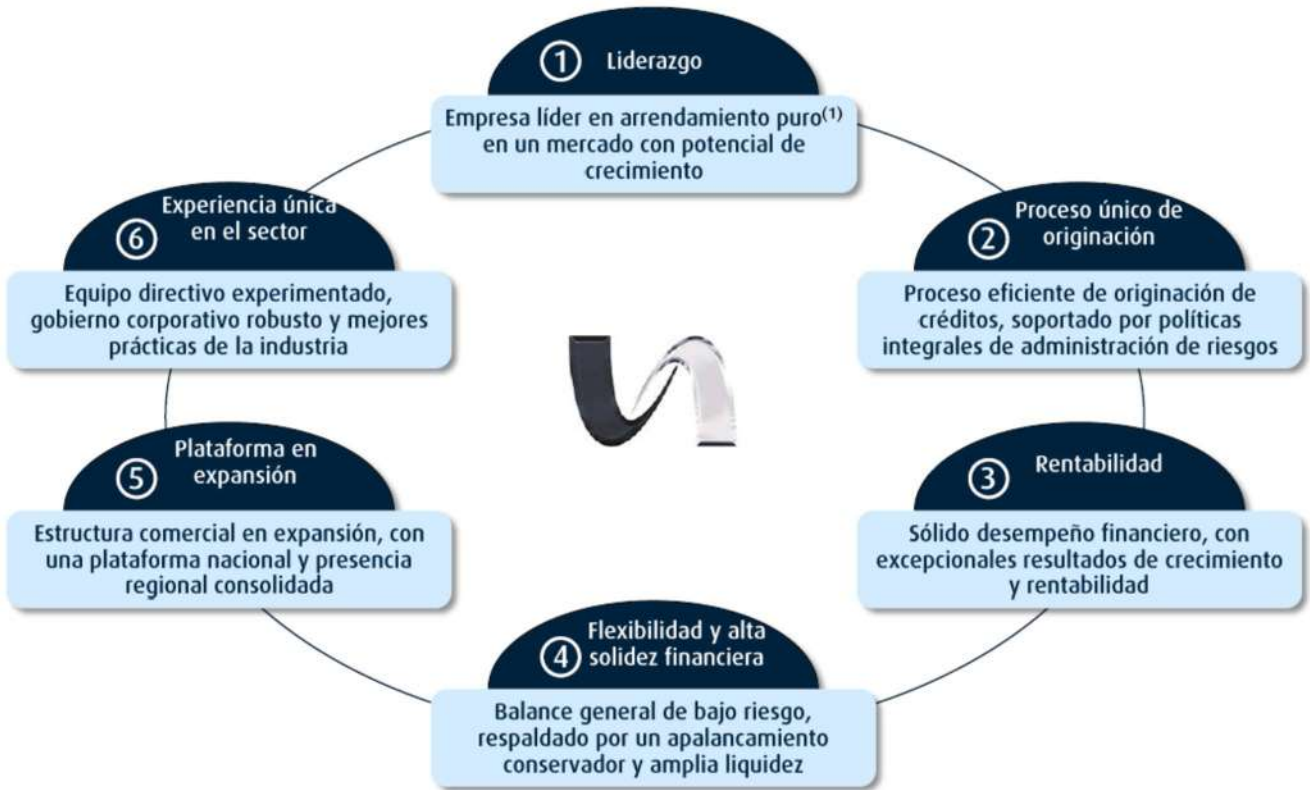 ① Liderazgo
Empresa líder en arrendamiento puro(1)
en un mercado con potencial de
crecimiento
② Proceso único de
originación
Proceso eficiente de originación de
créditos, soportado por políticas
integrales de administración de riesgos
③ Rentabilidad
Sólido desempeño financiero, con
excepcionales resultados de crecimiento
y rentabilidad
④ Flexibilidad y alta
solidez financiera
Balance general de bajo riesgo,
respaldado por un apalancamiento
conservador y amplia liquidez
⑤ Plataforma en
expansión
Estructura comercial en expansión, con
una plataforma nacional y presencia
regional consolidada
⑥ Experiencia única
en el sector
Equipo directivo experimentado,
gobierno corporativo robusto y mejores
prácticas de la industria